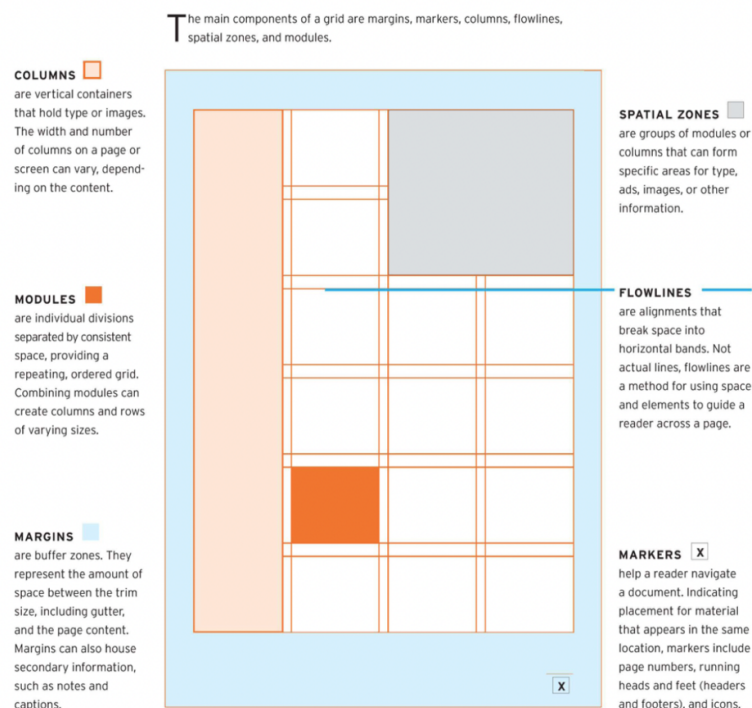 The main components of a grid are margins, markers, columns, flowlines,
spatial zones, and modules.
COLUMNS
are vertical containers
that hold type or images.
The width and number
of columns on a page or
screen can vary, depend-
ing on the content.
MODULES
are individual divisions
separated by consistent
space, providing a
repeating, ordered grid.
Combining modules can
create columns and rows
of varying sizes.
MARGINS
are buffer zones. They
represent the amount of
space between the trim
size, including gutter,
and the page content.
Margins can also house
secondary information,
such as notes and
captions.
SPATIAL ZONES
are groups of modules or
columns that can form
specific areas for type,
ads, images, or other
information.
FLOWLINES
are alignments that
break space into
horizontal bands. Not
actual lines, flowlines are
a method for using space
and elements to guide a
reader across a page.
MARKERS X
help a reader navigate
a document. Indicating
placement for material
that appears in the same
location, markers include
page numbers, running
heads and feet (headers
and footers), and icons.
X